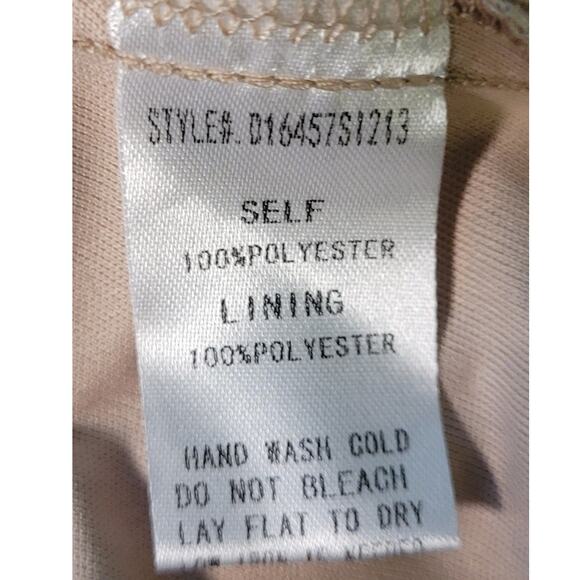 STYLE#.D16457S1213
SELF
100%POLYESTER
LINING
100%POLYESTER
HAND WASH COLD
DO NOT BLEACH
LAY FLAT TO DRY